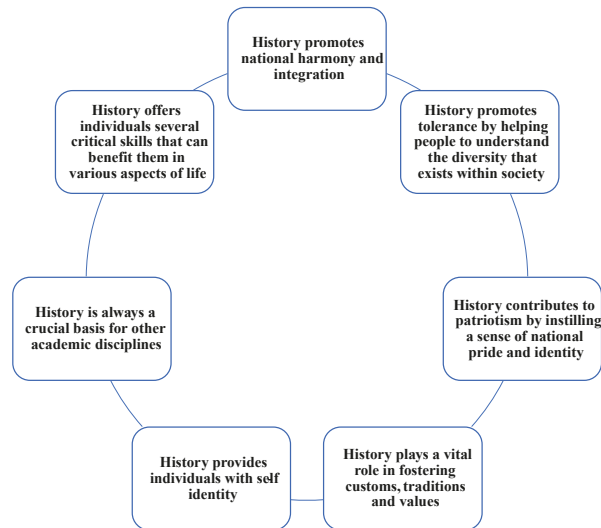 History promotes
national harmony and
integration
History promotes
tolerance by helping
people to understand
the diversity that
exists within society
History contributes to
patriotism by instilling
a sense of national
pride and identity
History plays a vital
role in fostering
customs, traditions
and values
History provides
individuals with self
identity
History is always a
crucial basis for other
academic disciplines
History offers
individuals several
critical skills that can
benefit them in
various aspects of life